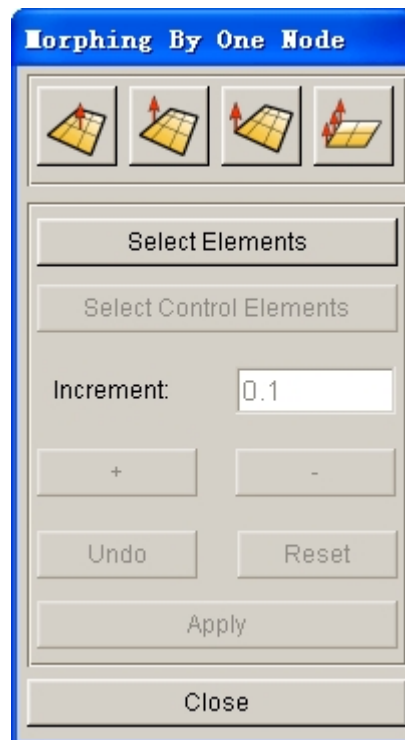 Morphing By One Node
Select Elements
Select Control Elements
Increment: 0.1
+ -
Undo Reset
Apply
Close